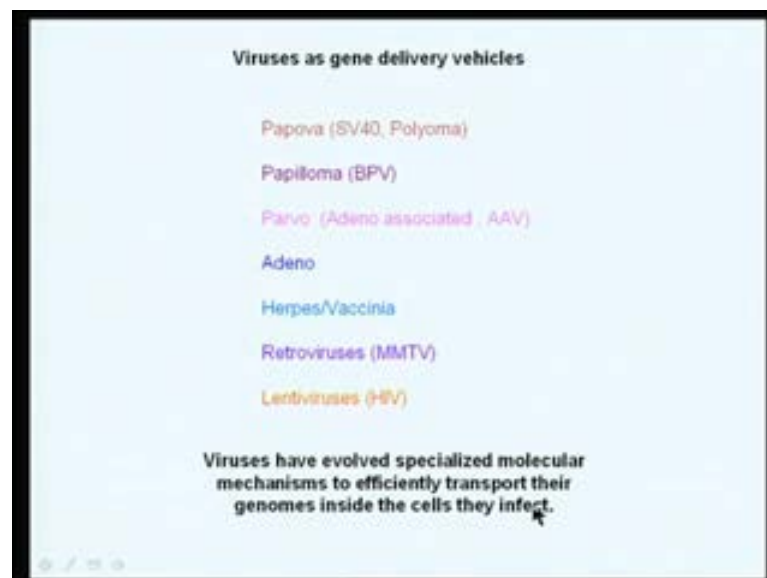 Viruses as gene delivery vehicles
Papova (SV40, Polyoma)
Papilloma (BPV)
Parvo (Adeno associated , AAV)
Adeno
Herpes/Vaccinia
Retroviruses (MMTV)
Lentiviruses (HIV)
Viruses have evolved specialized molecular
mechanisms to efficiently transport their
genomes inside the cells they infect.